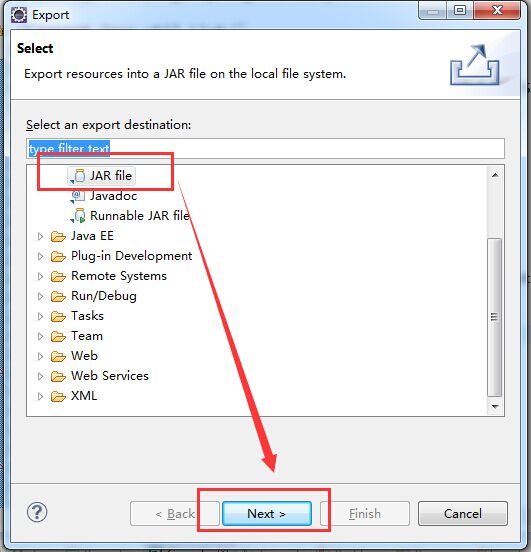 Export
Select
Export resources into a JAR file on the local file system.
Select an export destination:
type filter text
JAR file
Javadoc
Runnable JAR file
Java EE
Plug-in Development
Remote Systems
Run/Debug
Tasks
Team
Web
Web Services
XML
? < Back Next > Finish Cancel